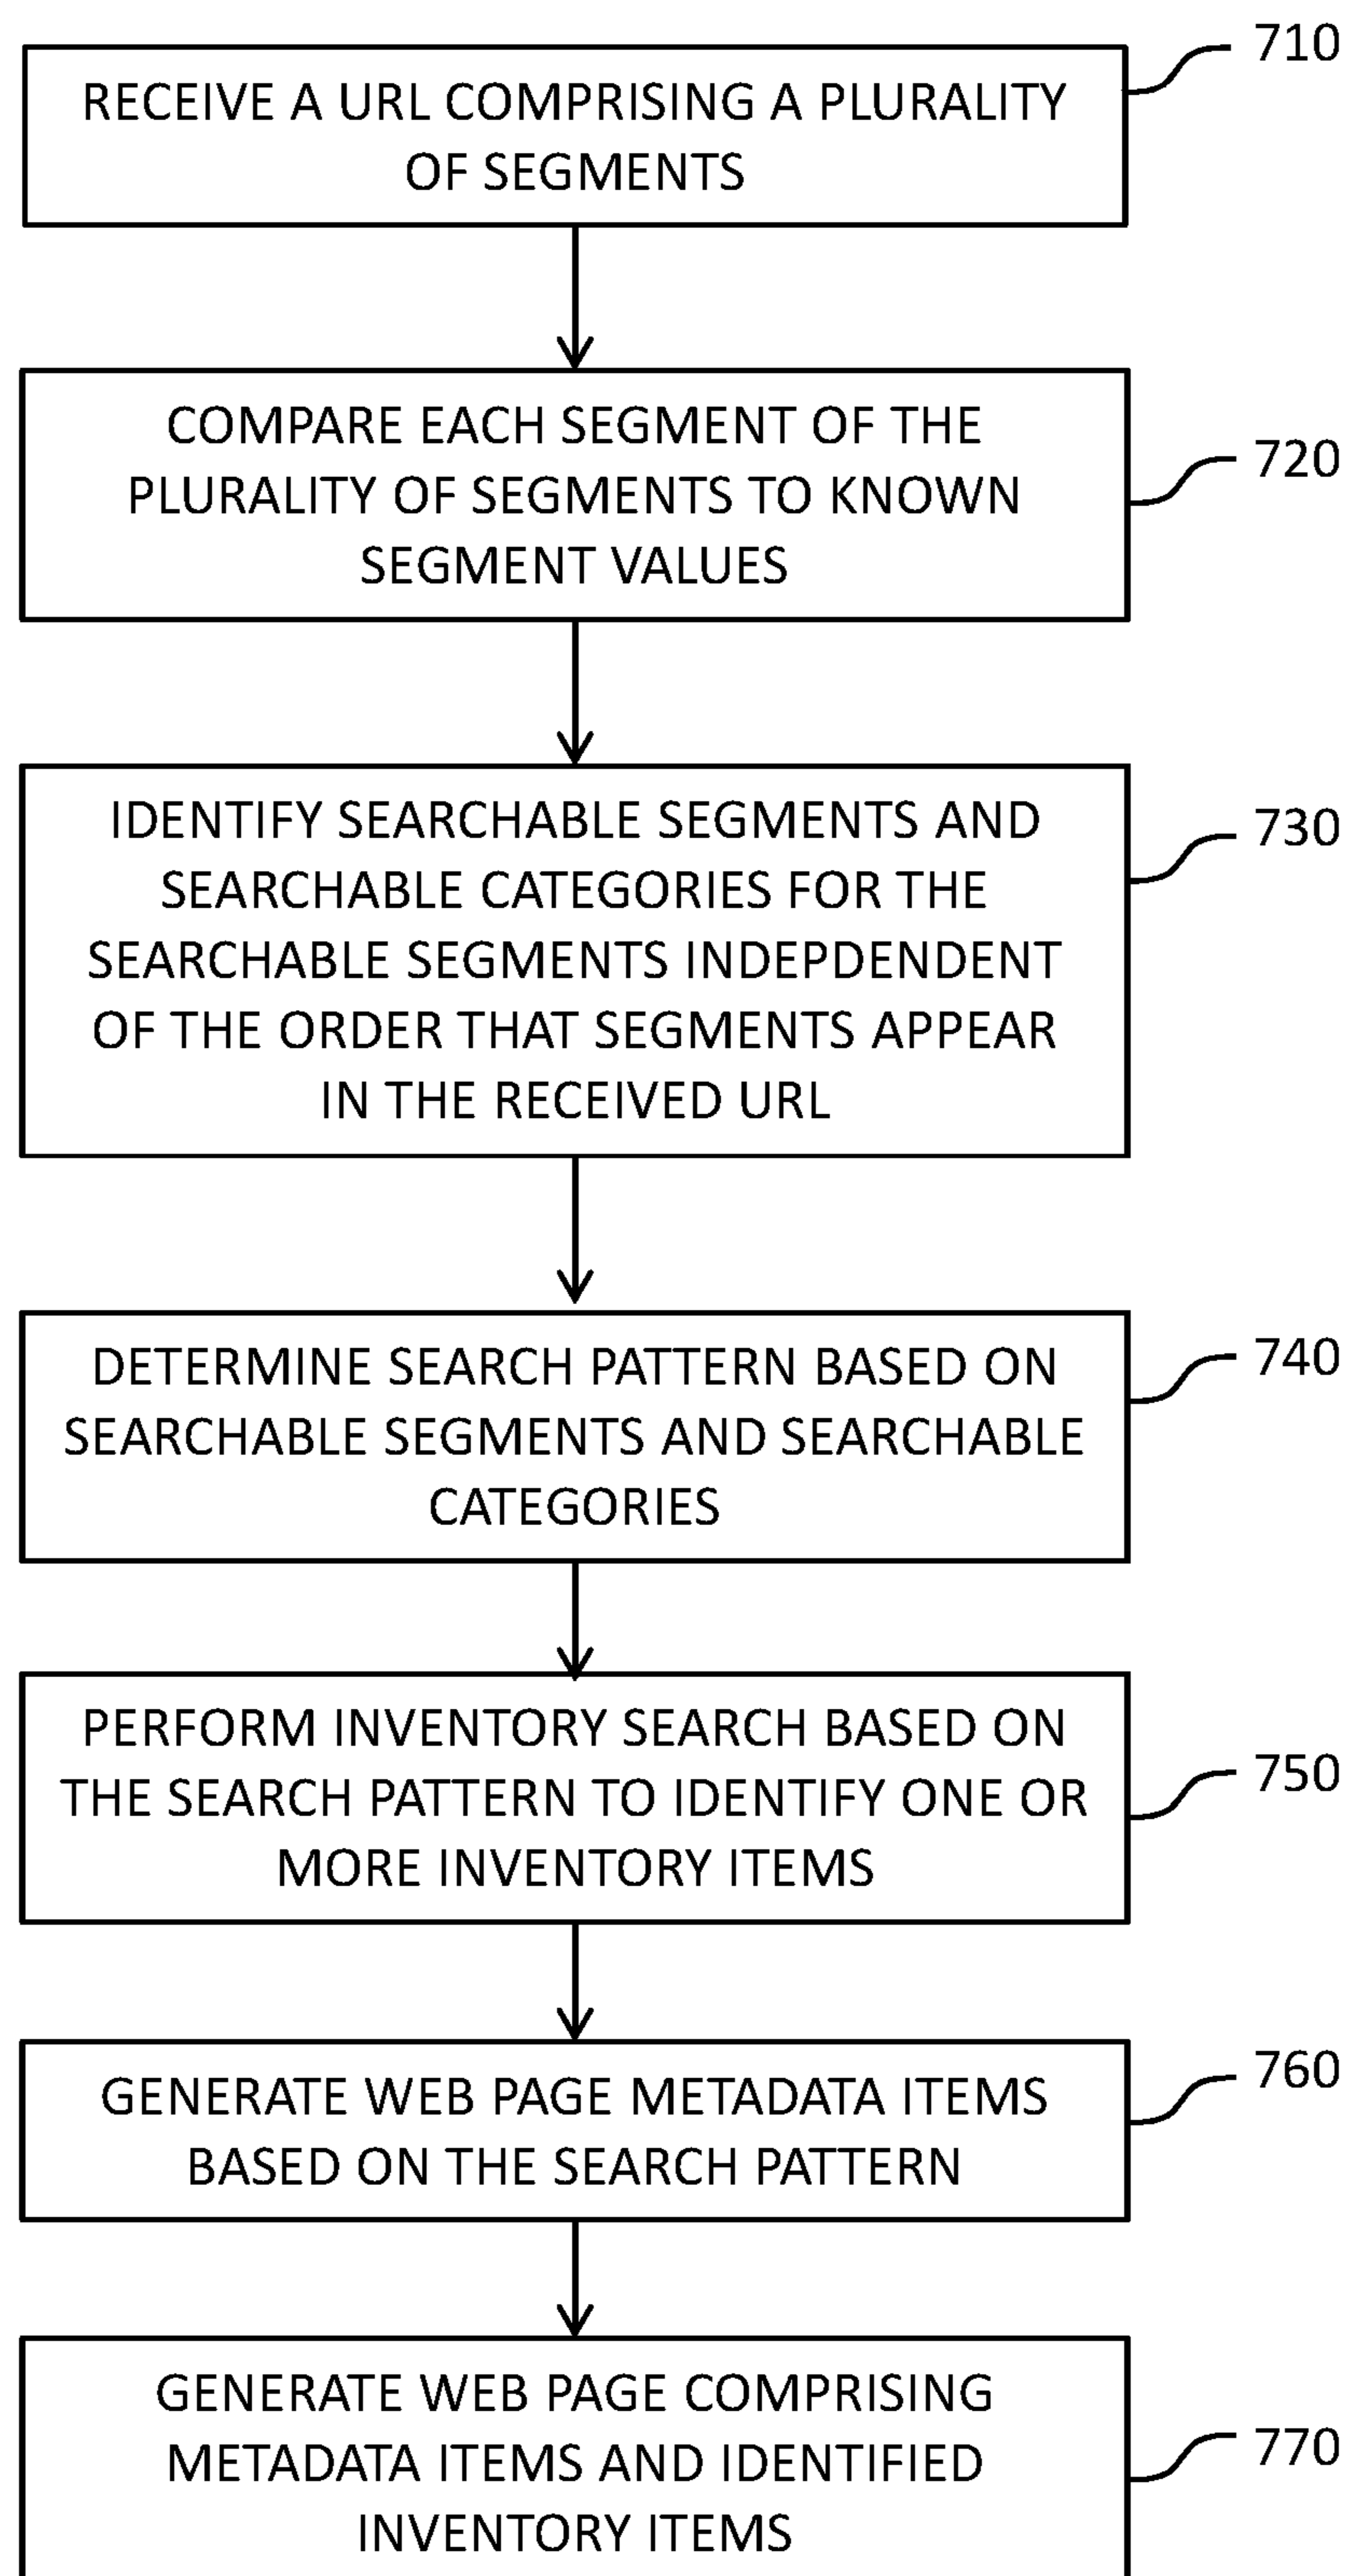 710
RECEIVE A URL COMPRISING A PLURALITY
OF SEGMENTS
COMPARE EACH SEGMENT OF THE
PLURALITY OF SEGMENTS TO KNOWN
SEGMENT VALUES
720
IDENTIFY SEARCHABLE SEGMENTS AND
SEARCHABLE CATEGORIES FOR THE
SEARCHABLE SEGMENTS INDEPDENDENT
OF THE ORDER THAT SEGMENTS APPEAR
IN THE RECEIVED URL
730
DETERMINE SEARCH PATTERN BASED ON
SEARCHABLE SEGMENTS AND SEARCHABLE
CATEGORIES
740
PERFORM INVENTORY SEARCH BASED ON
THE SEARCH PATTERN TO IDENTIFY ONE OR
MORE INVENTORY ITEMS
750
GENERATE WEB PAGE METADATA ITEMS
BASED ON THE SEARCH PATTERN
760
GENERATE WEB PAGE COMPRISING
METADATA ITEMS AND IDENTIFIED
INVENTORY ITEMS
770